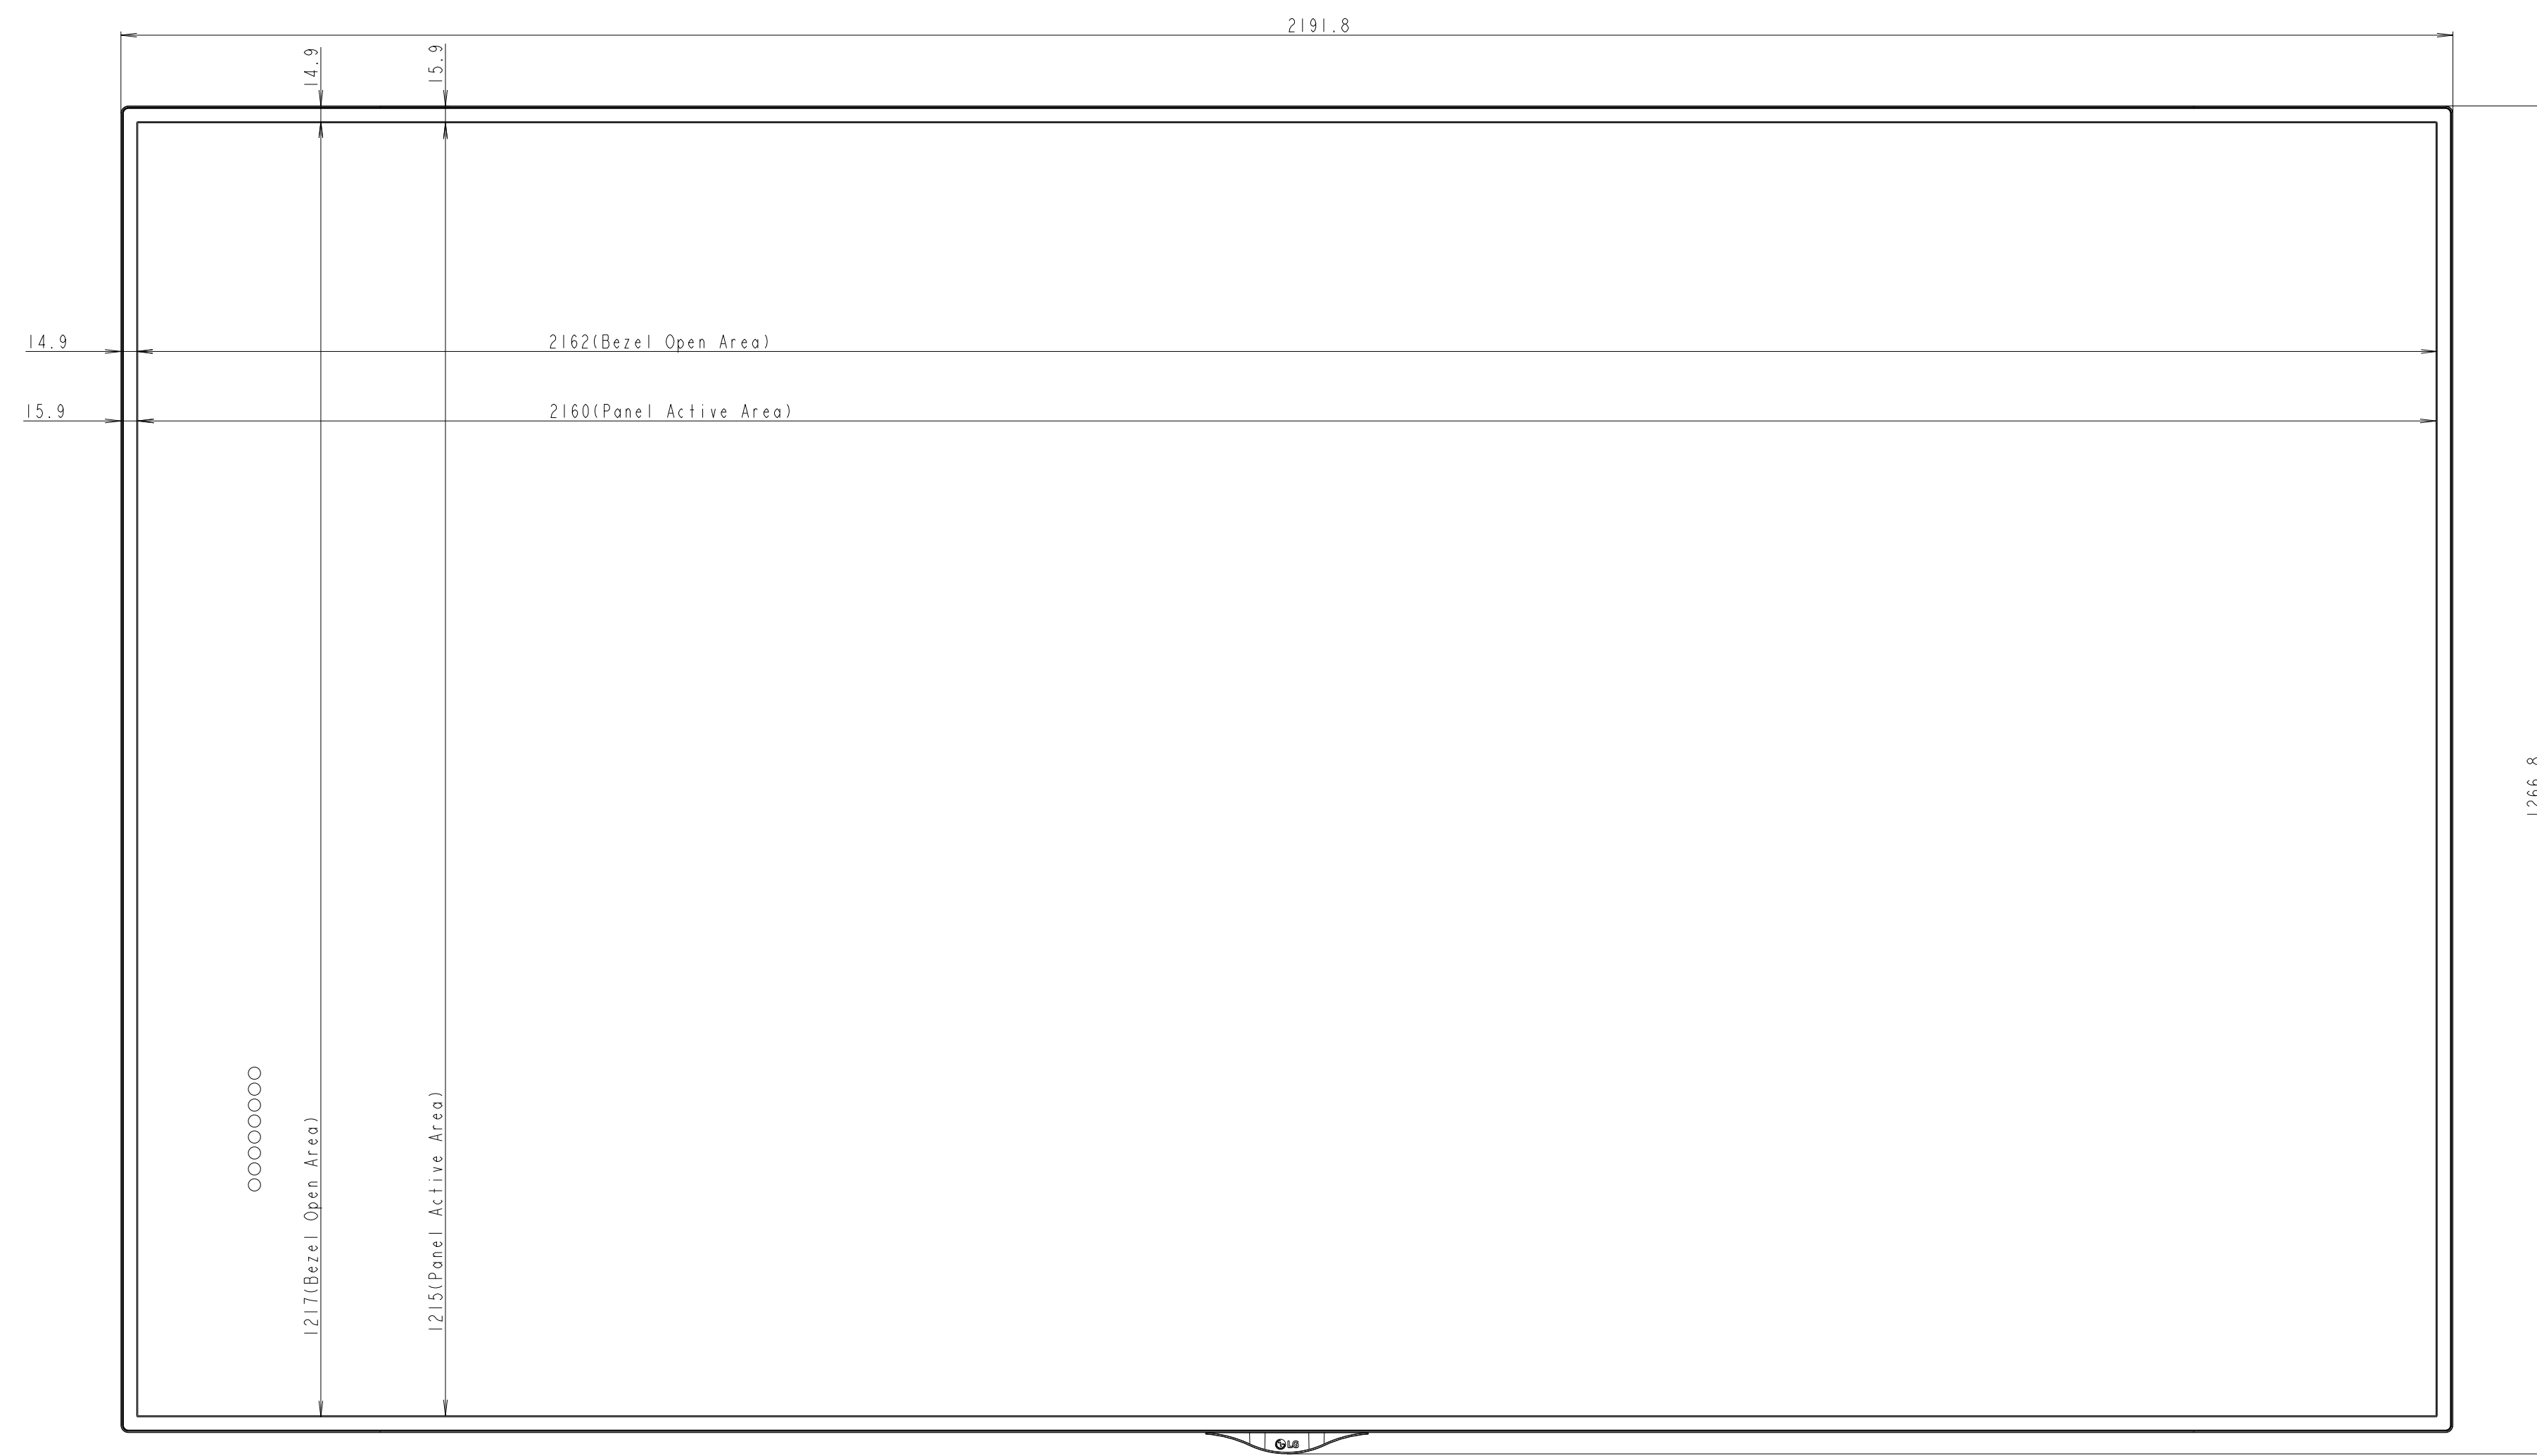 2191.8
14.9
15.9
14.9
2162(Bezel Open Area)
15.9
2160(Panel Active Area)
1266.8
1217(Bezel Open Area)
1215(Panel Active Area)
LG